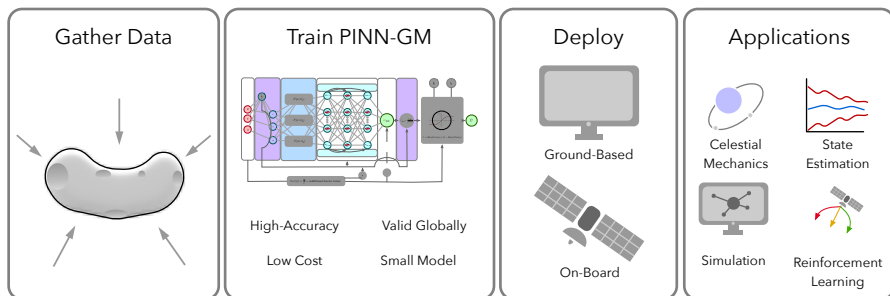 Gather Data
Train PINN-GM
High-Accuracy
Valid Globally
Low Cost
Small Model
Deploy
Ground-Based
On-Board
Applications
Celestial
Mechanics
State
Estimation
Simulation
Reinforcement
Learning